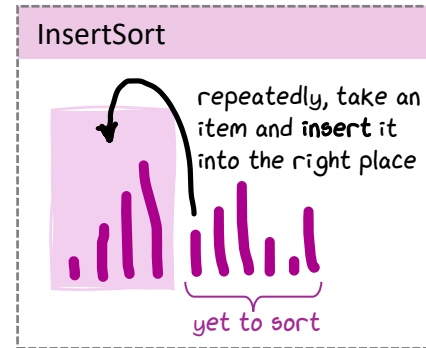 InsertSort
repeatedly, take an
item and insert it
into the right place
yet to sort